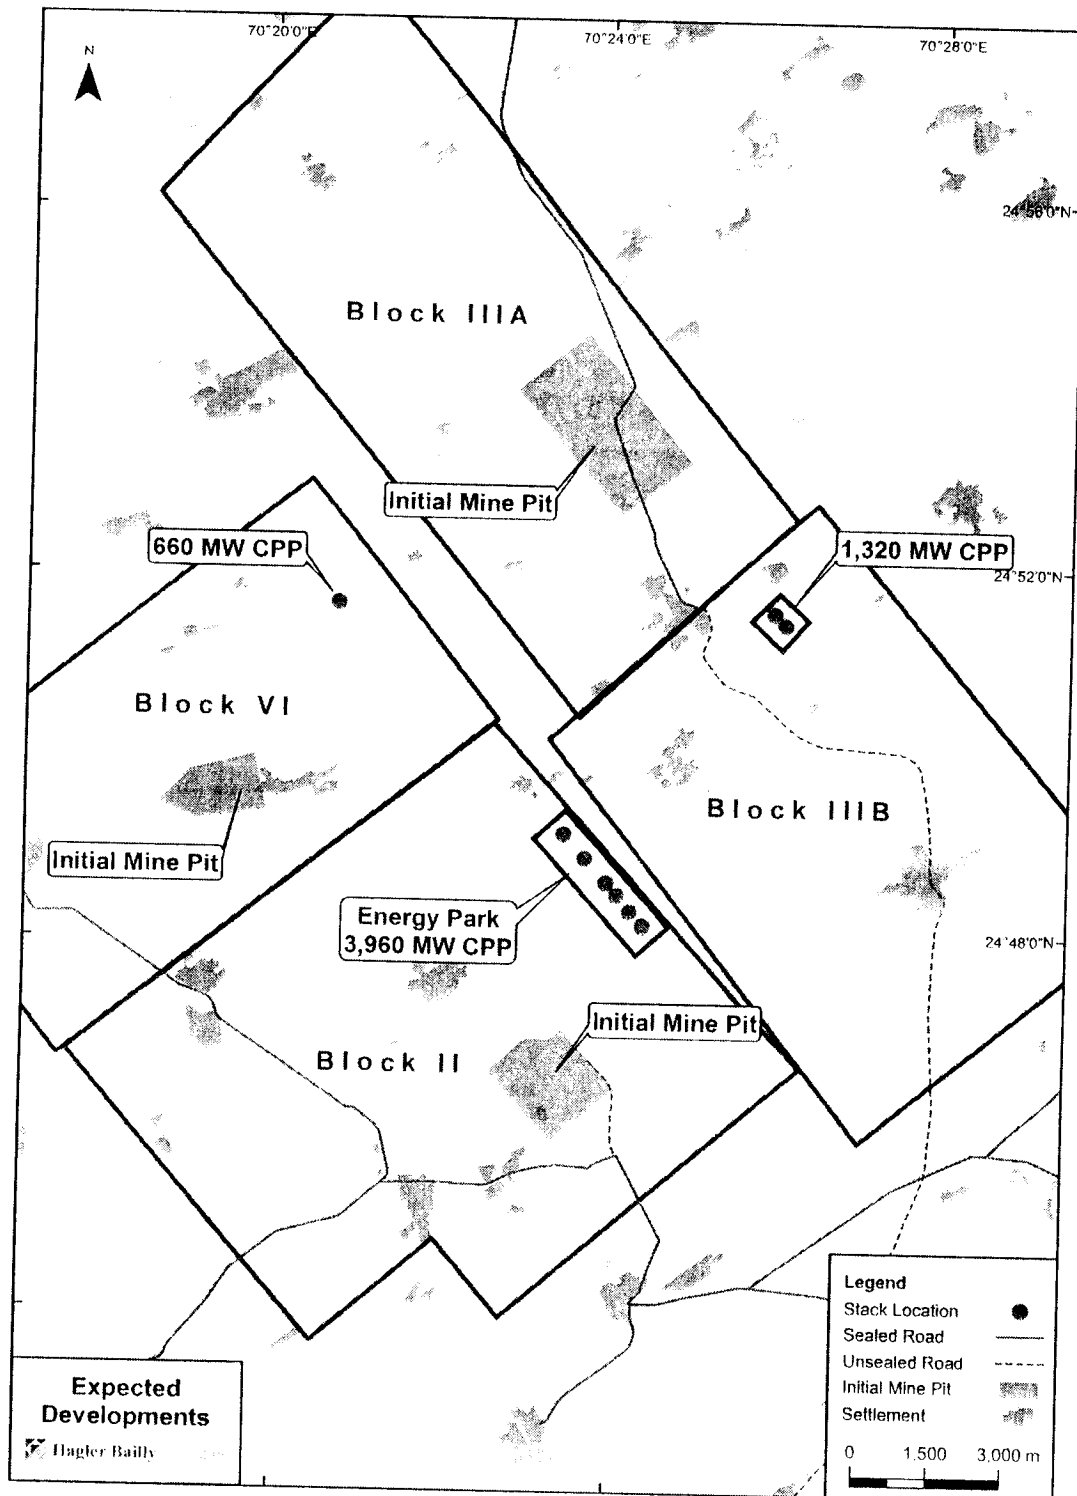 70°20'0"E
70°24'0"E
70°28'0"E
N
24°56'0"N
Block IIIA
Initial Mine Pit
660 MW CPP
1,320 MW CPP
24°52'0"N
Block VI
Block IIIB
Initial Mine Pit
Energy Park
3,960 MW CPP
24°48'0"N
Initial Mine Pit
Block II
Legend
Stack Location
Sealed Road
Unsealed Road
Initial Mine Pit
Settlement
0 1,500 3,000 m
Expected
Developments
Hagler Bailly